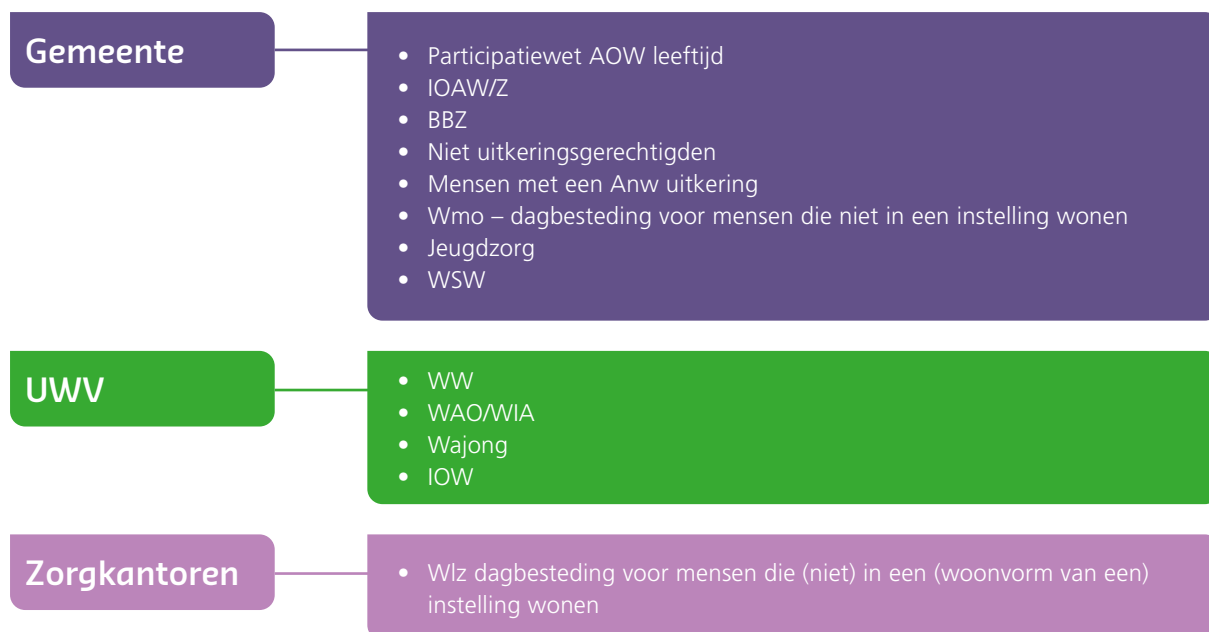 Gemeente
• Participatiewet AOW leeftijd
• IOAW/Z
• BBZ
• Niet uitkeringsgerechtigden
• Mensen met een Anw uitkering
• Wmo – dagbesteding voor mensen die niet in een instelling wonen
• Jeugdzorg
• WSW
UWV
• WW
• WAO/WIA
• Wajong
• IOW
Zorgkantoren
• Wlz dagbesteding voor mensen die (niet) in een (woonvorm van een)
instelling wonen